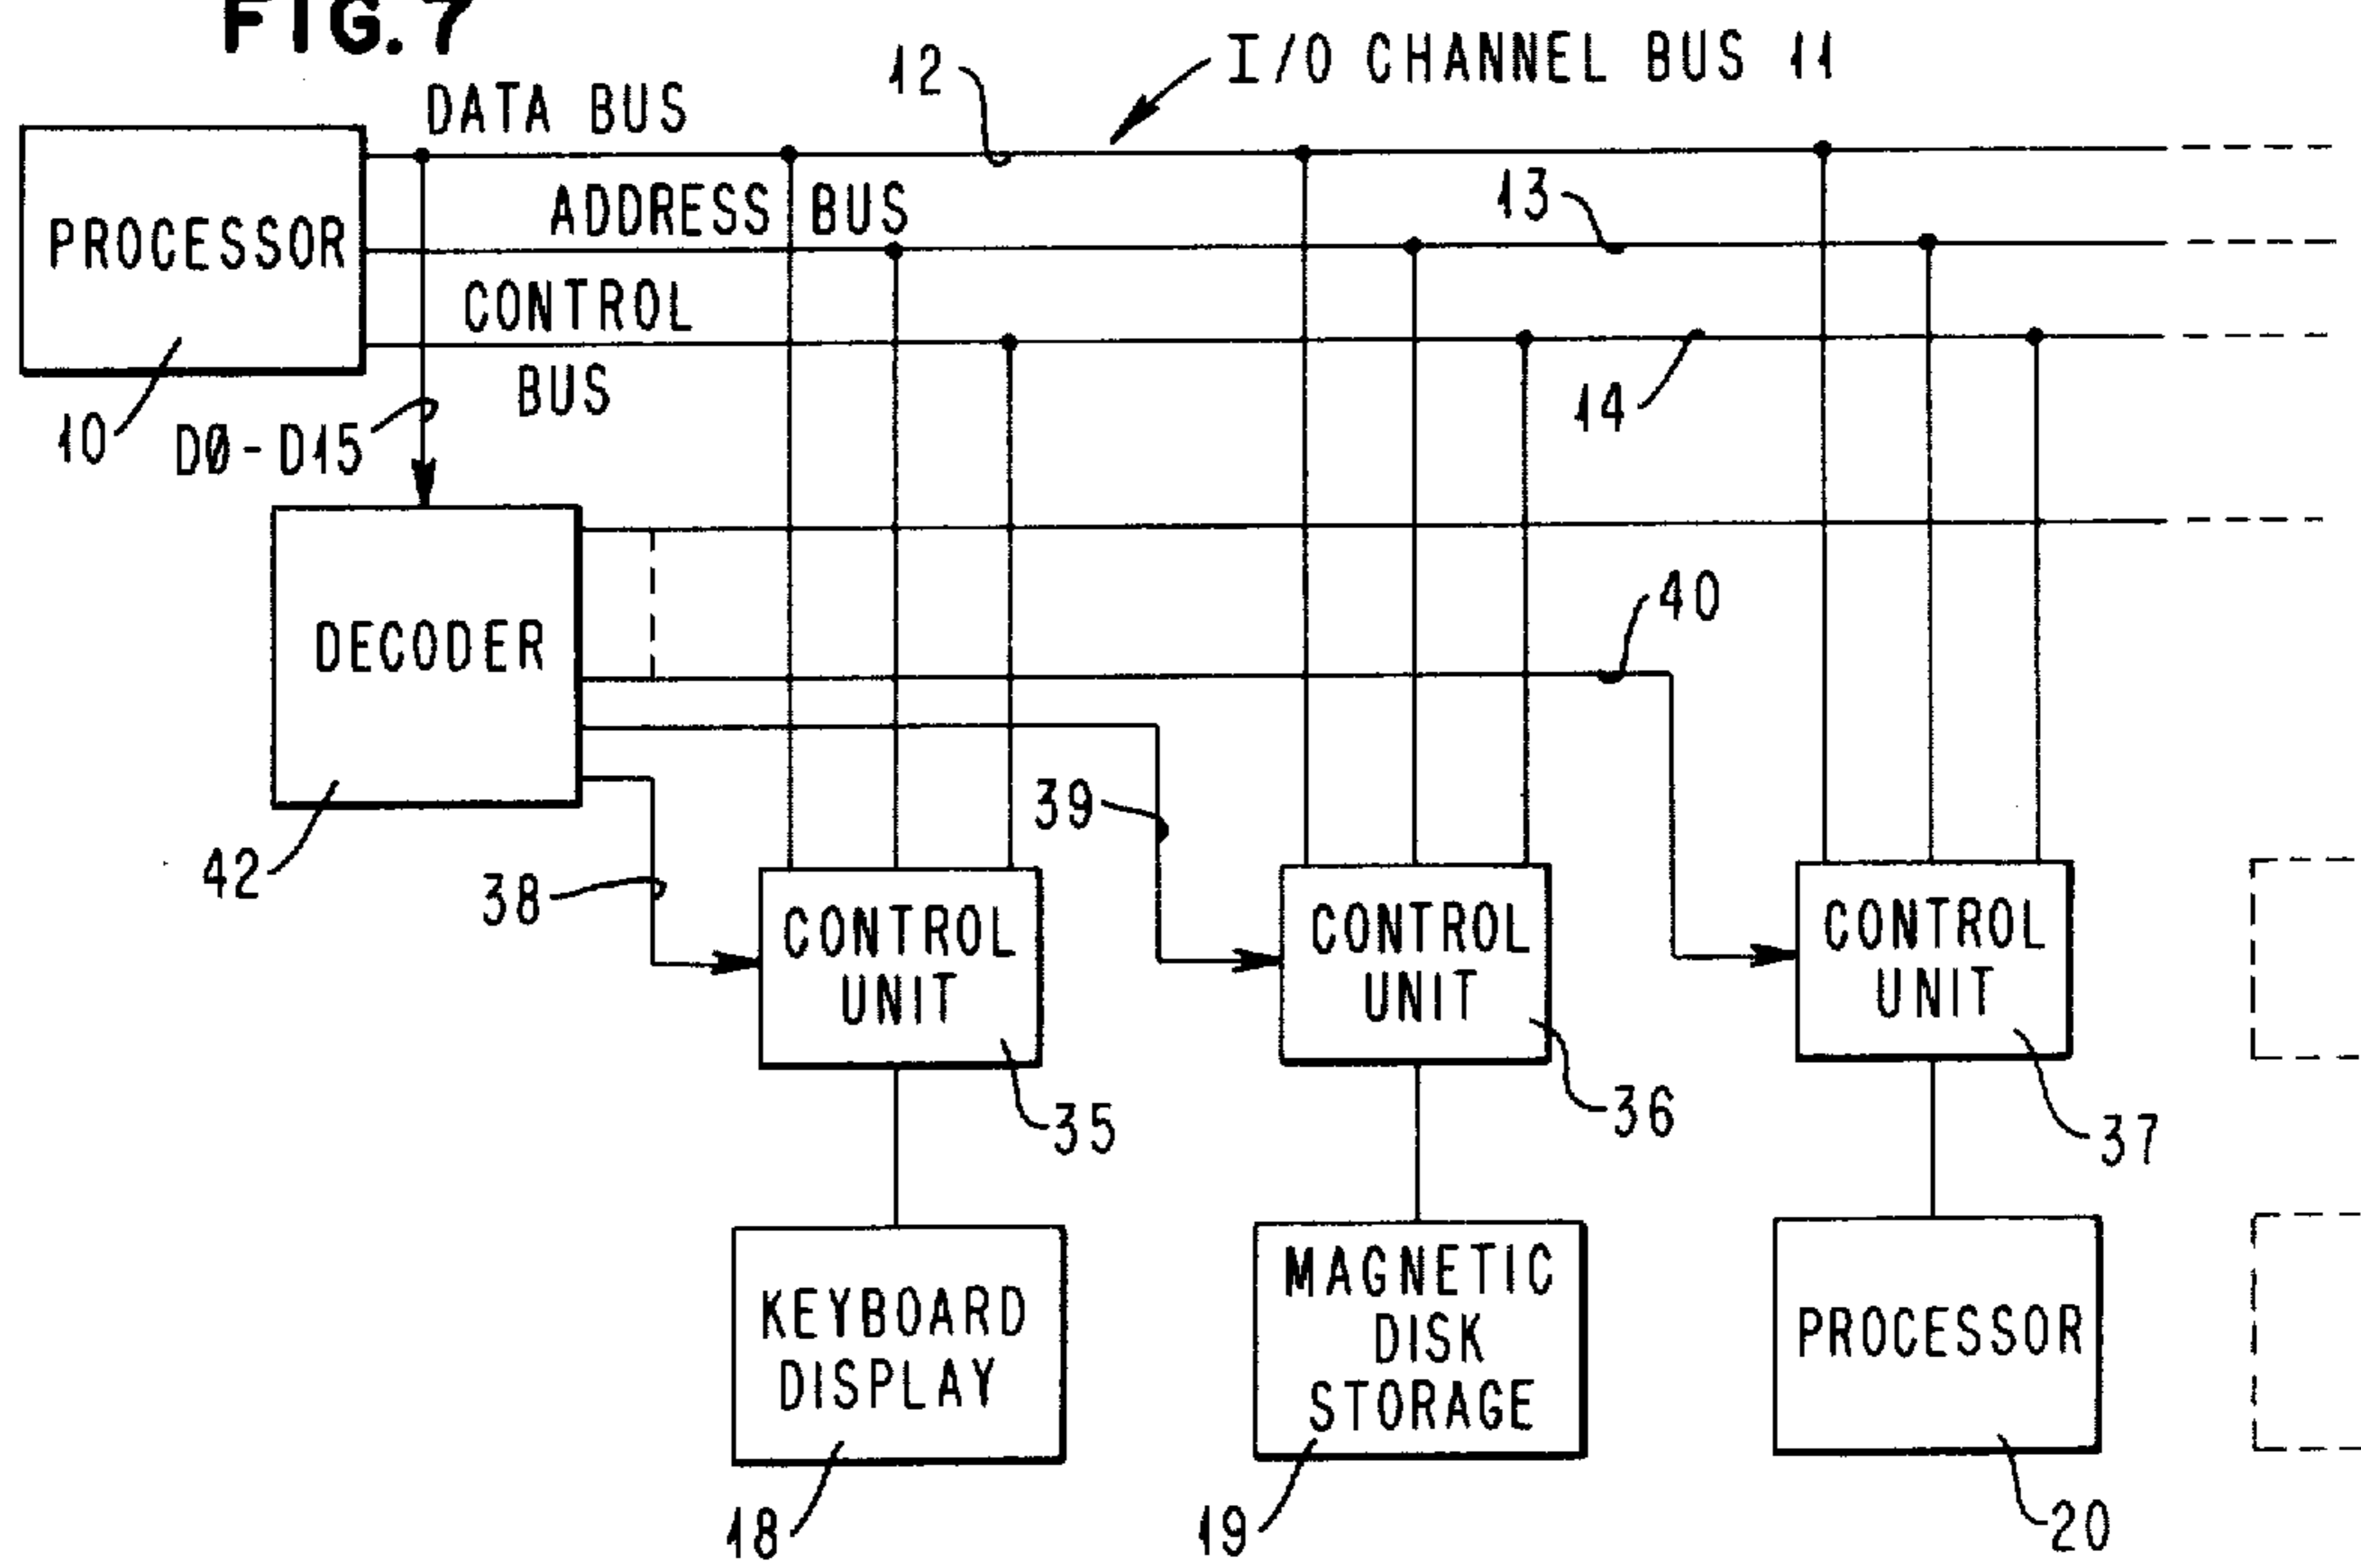 FIG. 7
I/O CHANNEL BUS 11
12
DATA BUS
13
ADDRESS BUS
PROCESSOR
CONTROL
BUS
14
10
DØ-D15
40
DECODER
39
42
38
CONTROL
UNIT
CONTROL
UNIT
CONTROL
UNIT
35
36
37
KEYBOARD
DISPLAY
MAGNETIC
DISK
STORAGE
PROCESSOR
18
19
20